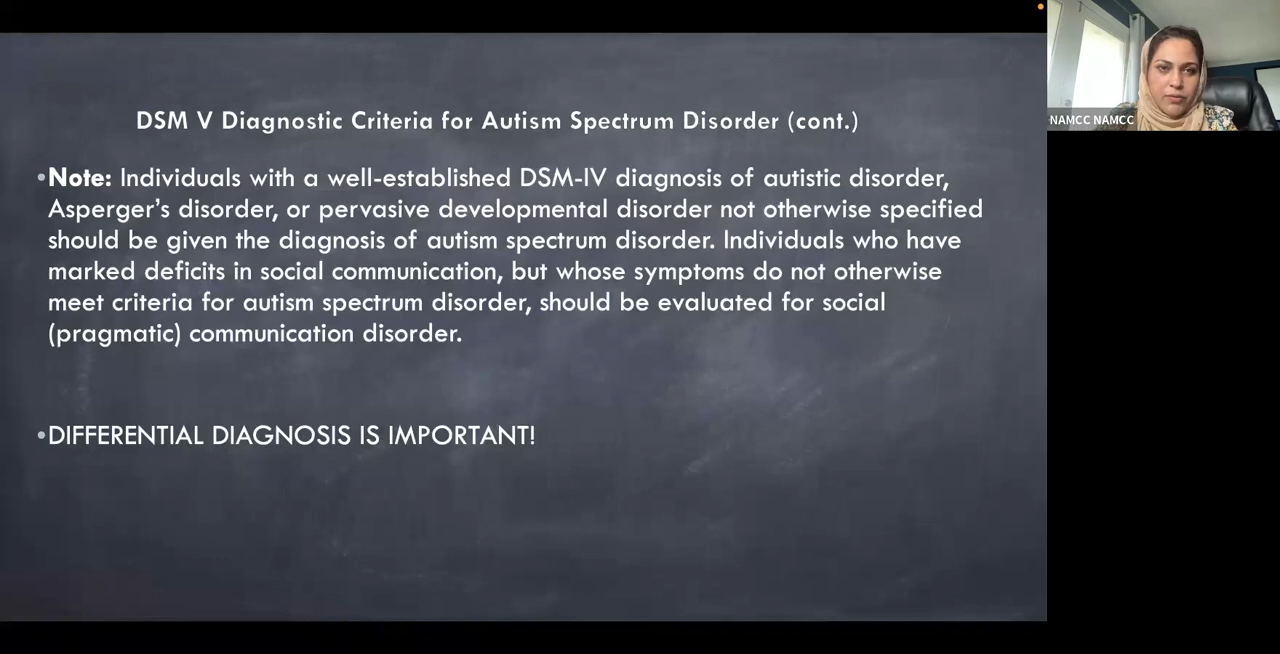 DSM V Diagnostic Criteria for Autism Spectrum Disorder (cont.)
•Note: Individuals with a well-established DSM-IV diagnosis of autistic disorder,
Asperger’s disorder, or pervasive developmental disorder not otherwise specified
should be given the diagnosis of autism spectrum disorder. Individuals who have
marked deficits in social communication, but whose symptoms do not otherwise
meet criteria for autism spectrum disorder, should be evaluated for social
(pragmatic) communication disorder.
•DIFFERENTIAL DIAGNOSIS IS IMPORTANT!
NAMCC NAMCC